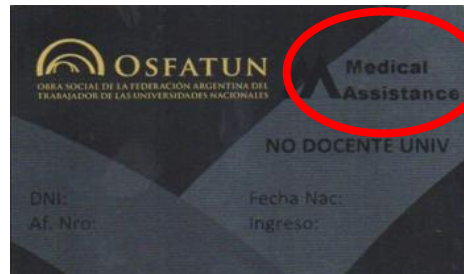 OSFATUN
OBRA SOCIAL DE LA FEDERACIÓN ARGENTINA DEL
TRABAJADOR DE LAS UNIVERSIDADES NACIONALES
Medical
Assistance
NO DOCENTE UNIV
DNI:
Fecha Nac:
Af. Nro:
Ingreso: